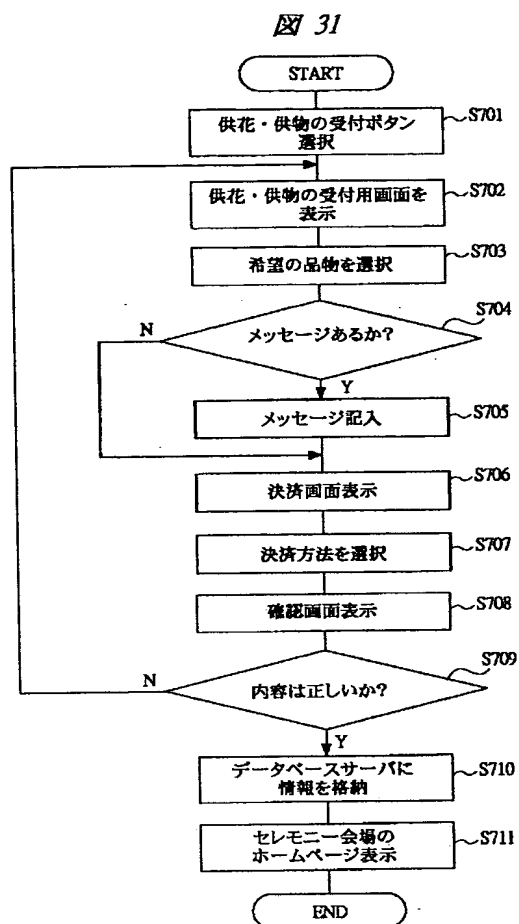 図 31
START
供花・供物の受付ボタン
選択
S701
供花・供物の受付用画面を
表示
S702
希望の品物を選択
S703
メッセージあるか?
S704
N
Y
メッセージ記入
S705
決済画面表示
S706
決済方法を選択
S707
確認画面表示
S708
内容は正しいか?
S709
N
Y
データベースサーバに
情報を格納
S710
セレモニー会場の
ホームページ表示
S711
END